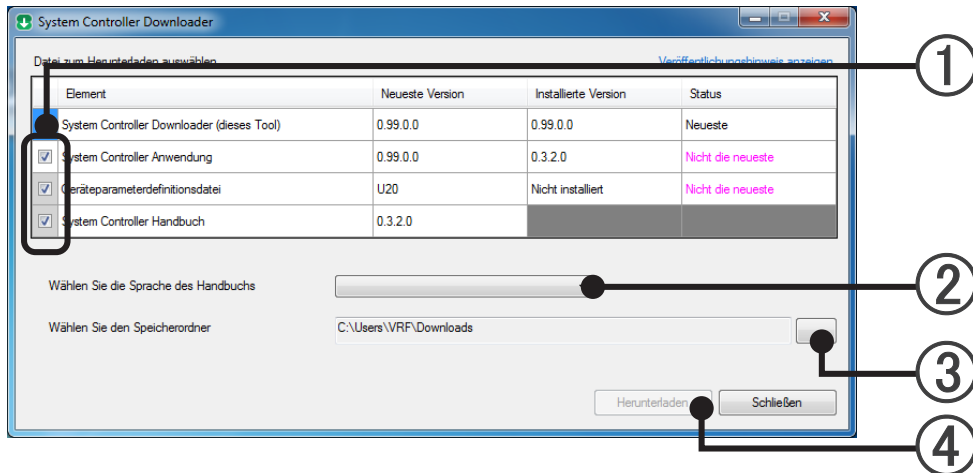 System Controller Downloader
Datei zum Herunterladen auswählen
Veröffentlichungshinweis anzeigen
①
Element Neueste Version Installierte Version Status
System Controller Downloader (dieses Tool) 0.99.0.0 0.99.0.0 Neueste
System Controller Anwendung 0.99.0.0 0.3.2.0 Nicht die neueste
Geräteparameterdefinitionsdatei U20 Nicht installiert Nicht die neueste
System Controller Handbuch 0.3.2.0
Wählen Sie die Sprache des Handbuchs
②
Wählen Sie den Speicherordner C:\Users\VRF\Downloads
③
Herunterladen Schließen
④